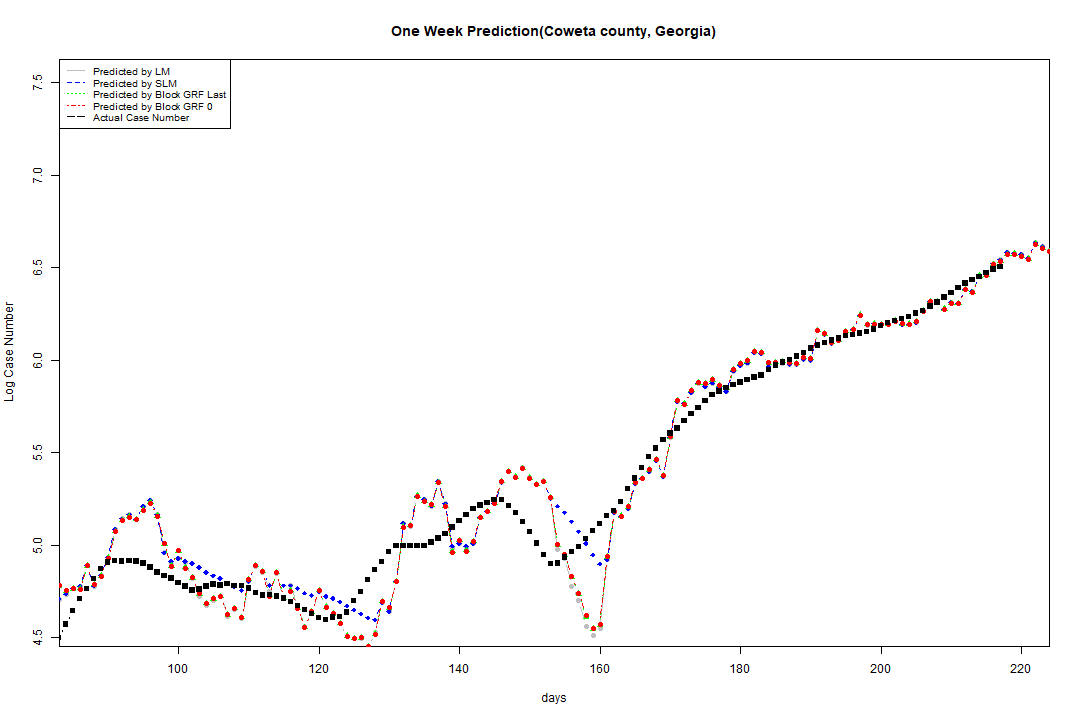 One Week Prediction(Coweta county, Georgia)
Predicted by LM
Predicted by SLM
Predicted by Block GRF Last
Predicted by Block GRF 0
Actual Case Number
7.5
7.0
6.5
6.0
5.5
5.0
4.5
Log Case Number
100 120 140 160 180 200 220
days